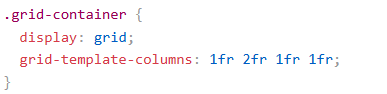 .grid-container {
  display: grid;
  grid-template-columns: 1fr 2fr 1fr 1fr;
}